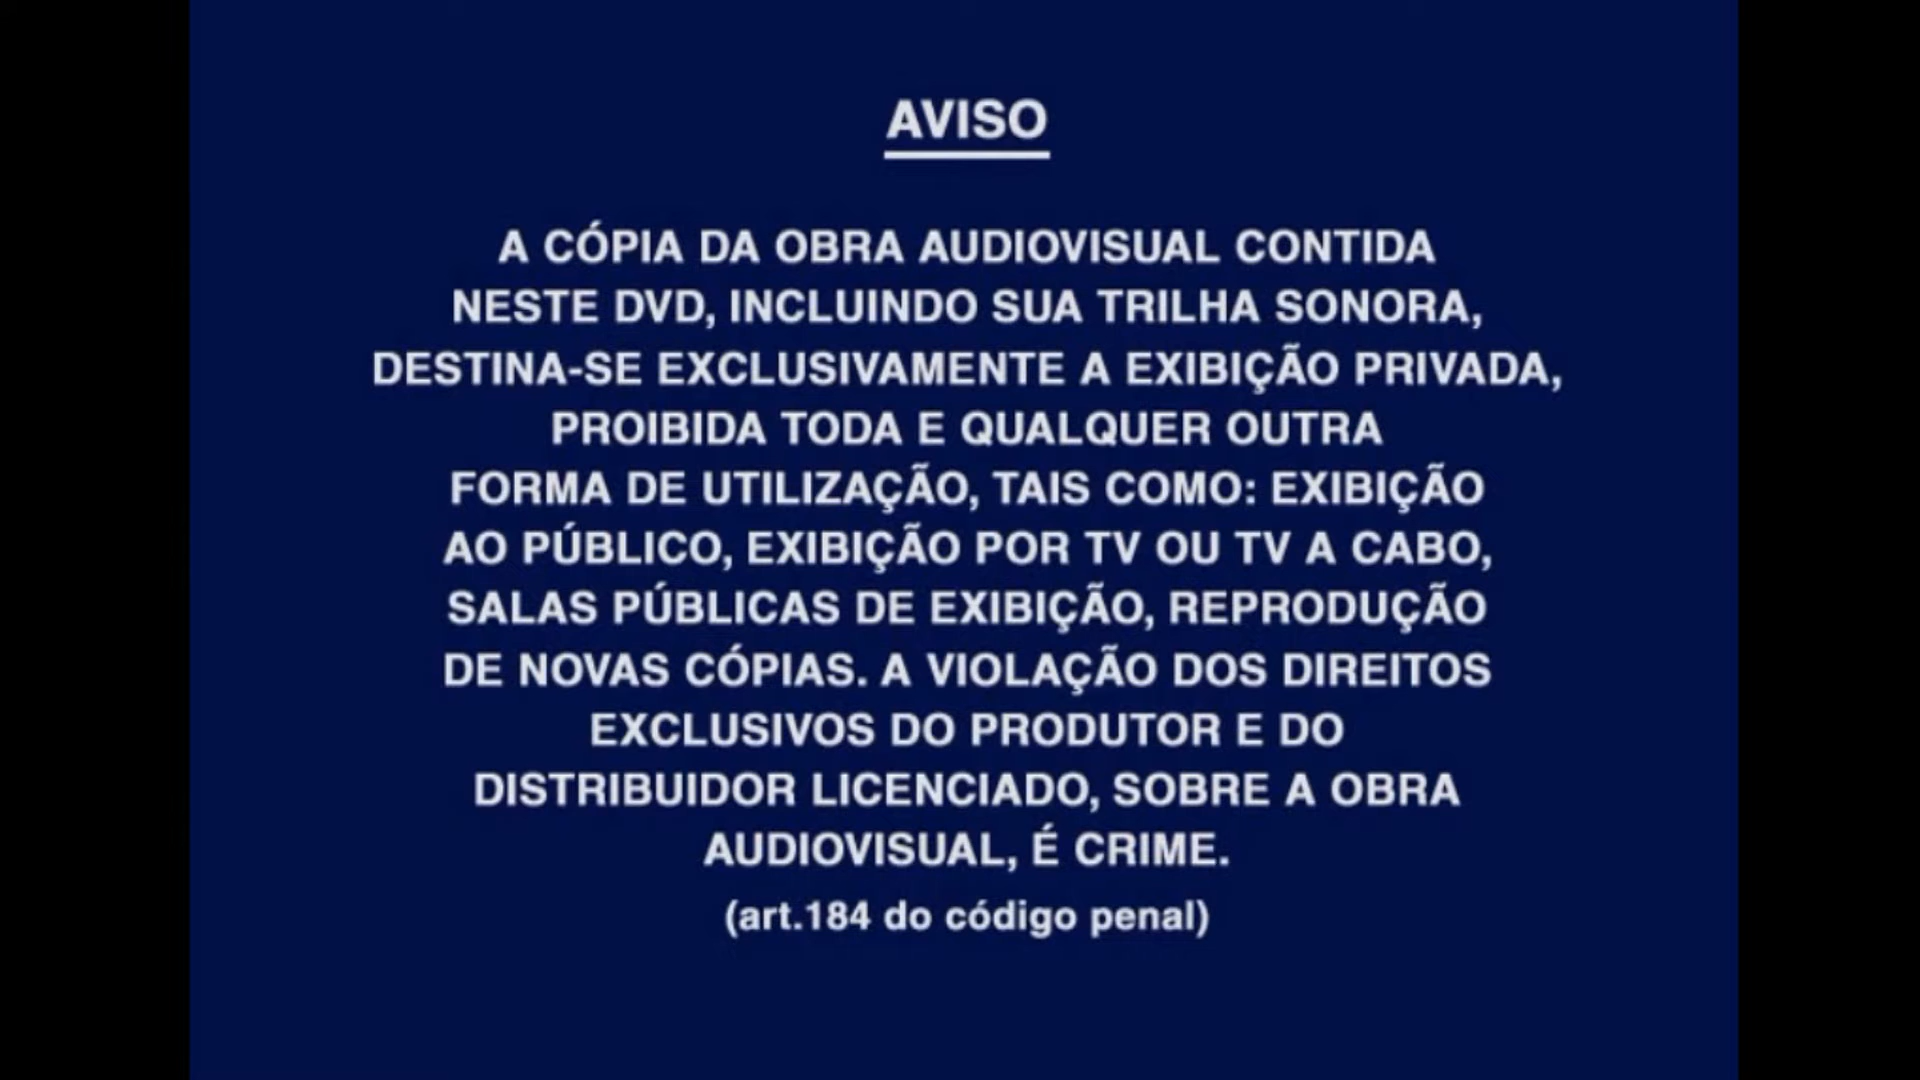 AVISO
A CÓPIA DA OBRA AUDIOVISUAL CONTIDA
NESTE DVD, INCLUINDO SUA TRILHA SONORA,
DESTINA-SE EXCLUSIVAMENTE A EXIBIÇÃO PRIVADA,
PROIBIDA TODA E QUALQUER OUTRA
FORMA DE UTILIZAÇÃO, TAIS COMO: EXIBIÇÃO
AO PÚBLICO, EXIBIÇÃO POR TV OU TV A CABO,
SALAS PÚBLICAS DE EXIBIÇÃO, REPRODUÇÃO
DE NOVAS CÓPIAS. A VIOLAÇÃO DOS DIREITOS
EXCLUSIVOS DO PRODUTOR E DO
DISTRIBUIDOR LICENCIADO, SOBRE A OBRA
AUDIOVISUAL, É CRIME.
(art.184 do código penal)